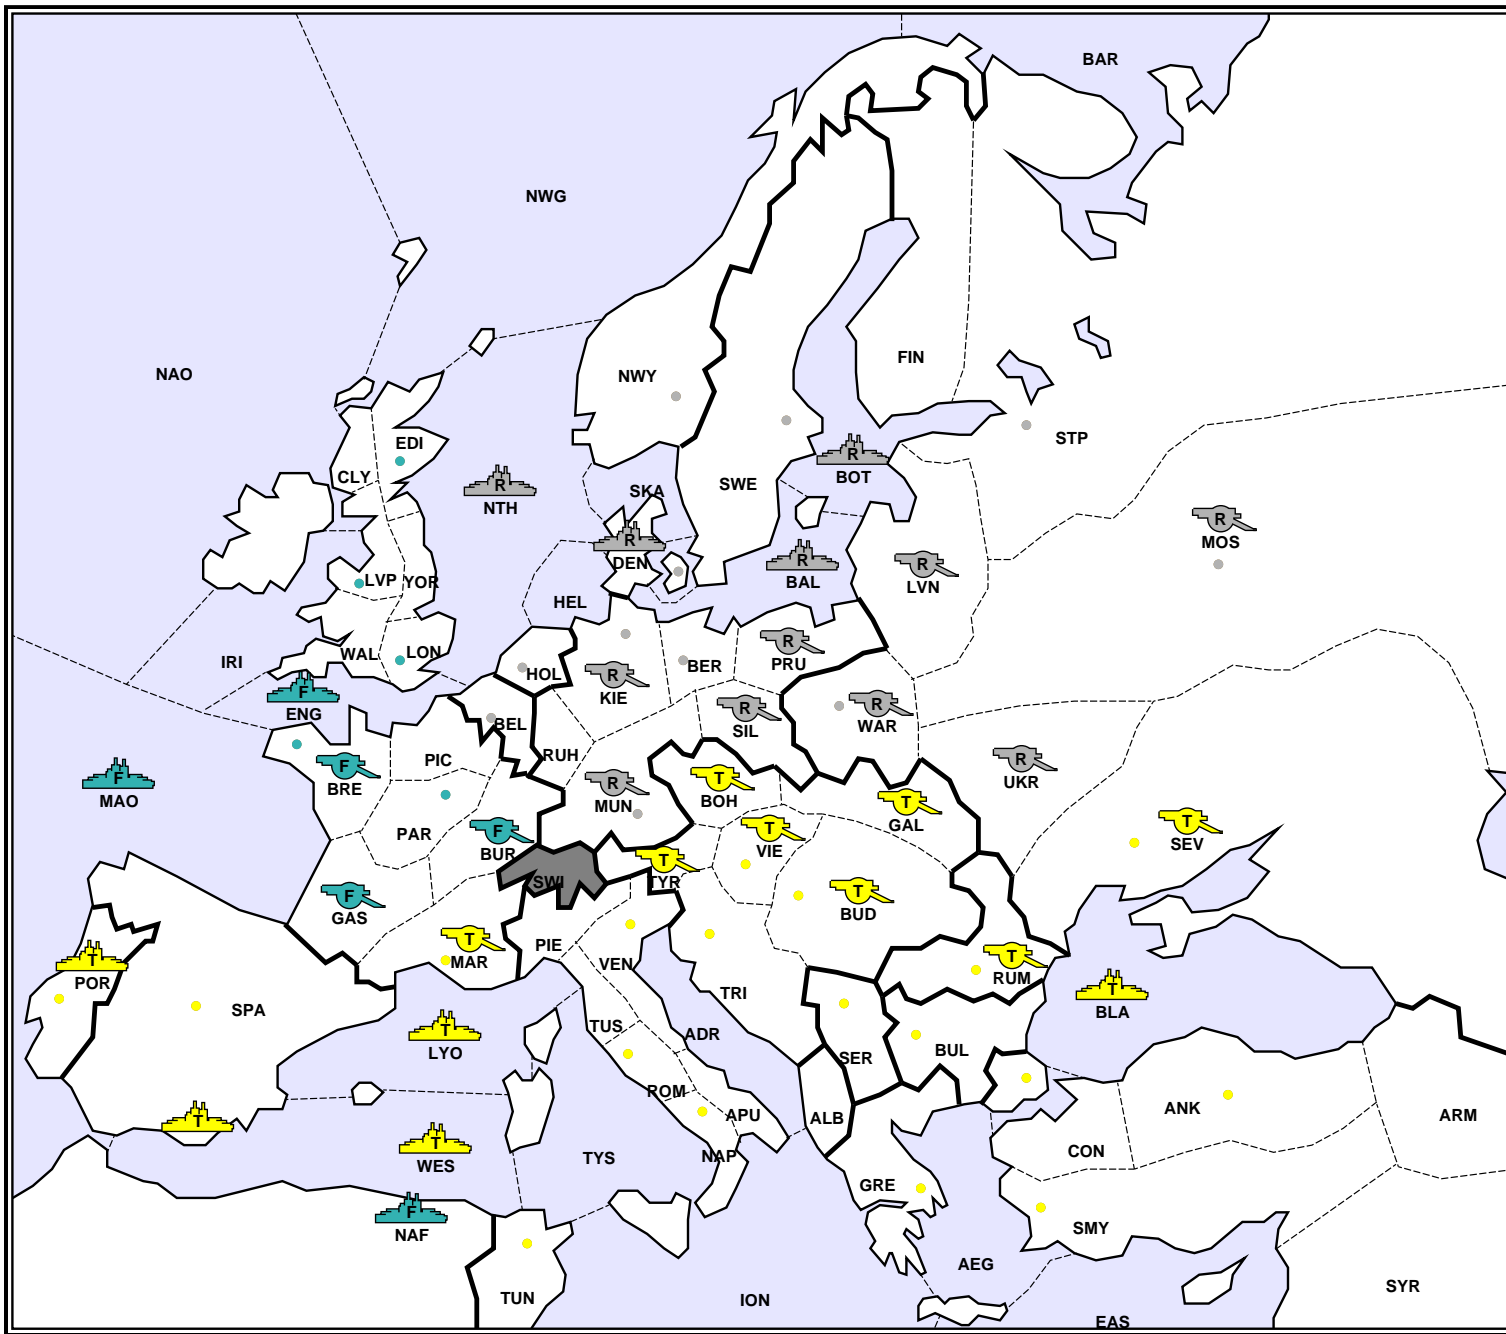 BAR
NWG
NAO
FIN
NWY
STP
EDI
R
BOT
CLY
SWE
R
NTH
SKA
R
MOS
R
DEN
R
BAL
R
LVN
LVP
YOR
HEL
IRI
WAL
LON
HOL
BER
R
PRU
R
KIE
F
ENG
BEL
R
SIL
R
WAR
PIC
RUH
F
BRE
F
MAO
R
MUN
T
BOH
R
UKR
T
GAL
PAR
F
BUR
T
VIE
T
SEV
SWI
T
TYR
F
GAS
T
BUD
T
MAR
PIE
VEN
T
POR
T
RUM
TRI
T
BLA
SPA
TUS
T
LYO
ADR
SER
BUL
ROM
T
APU
ALB
ANK
ARM
T
WES
TYS
NAP
CON
GRE
F
NAF
SMY
AEG
TUN
ION
SYR
EAS